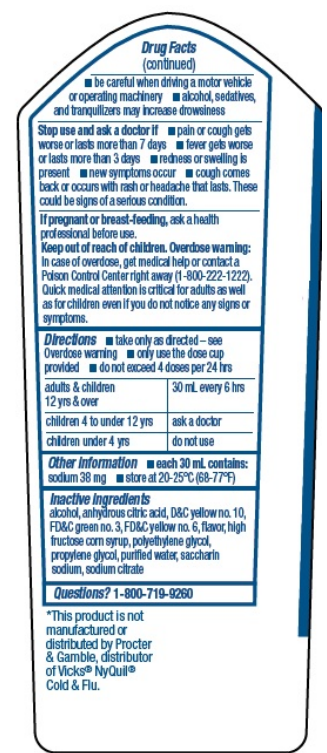 Drug Facts
(continued)
■ be careful when driving a motor vehicle
or operating machinery ■ alcohol, sedatives,
and tranquilizers may increase drowsiness
Stop use and ask a doctor if ■ pain or cough gets
worse or lasts more than 7 days ■ fever gets worse
or lasts more than 3 days ■ redness or swelling is
present ■ new symptoms occur ■ cough comes
back or occurs with rash or headache that lasts. These
could be signs of a serious condition.
If pregnant or breast-feeding, ask a health
professional before use.
Keep out of reach of children. Overdose warning:
In case of overdose, get medical help or contact a
Poison Control Center right away (1-800-222-1222).
Quick medical attention is critical for adults as well
as for children even if you do not notice any signs or
symptoms.
Directions ■ take only as directed – see
Overdose warning ■ only use the dose cup
provided ■ do not exceed 4 doses per 24 hrs
adults & children 30 mL every 6 hrs
12 yrs & over
children 4 to under 12 yrs ask a doctor
children under 4 yrs do not use
Other information ■ each 30 mL contains:
sodium 38 mg ■ store at 20-25°C (68-77°F)
Inactive ingredients
alcohol, anhydrous citric acid, D&C yellow no. 10,
FD&C green no. 3, FD&C yellow no. 6, flavor, high
fructose corn syrup, polyethylene glycol,
propylene glycol, purified water, saccharin
sodium, sodium citrate
Questions? 1-800-719-9260
*This product is not
manufactured or
distributed by Procter
& Gamble, distributor
of Vicks® NyQuil®
Cold & Flu.